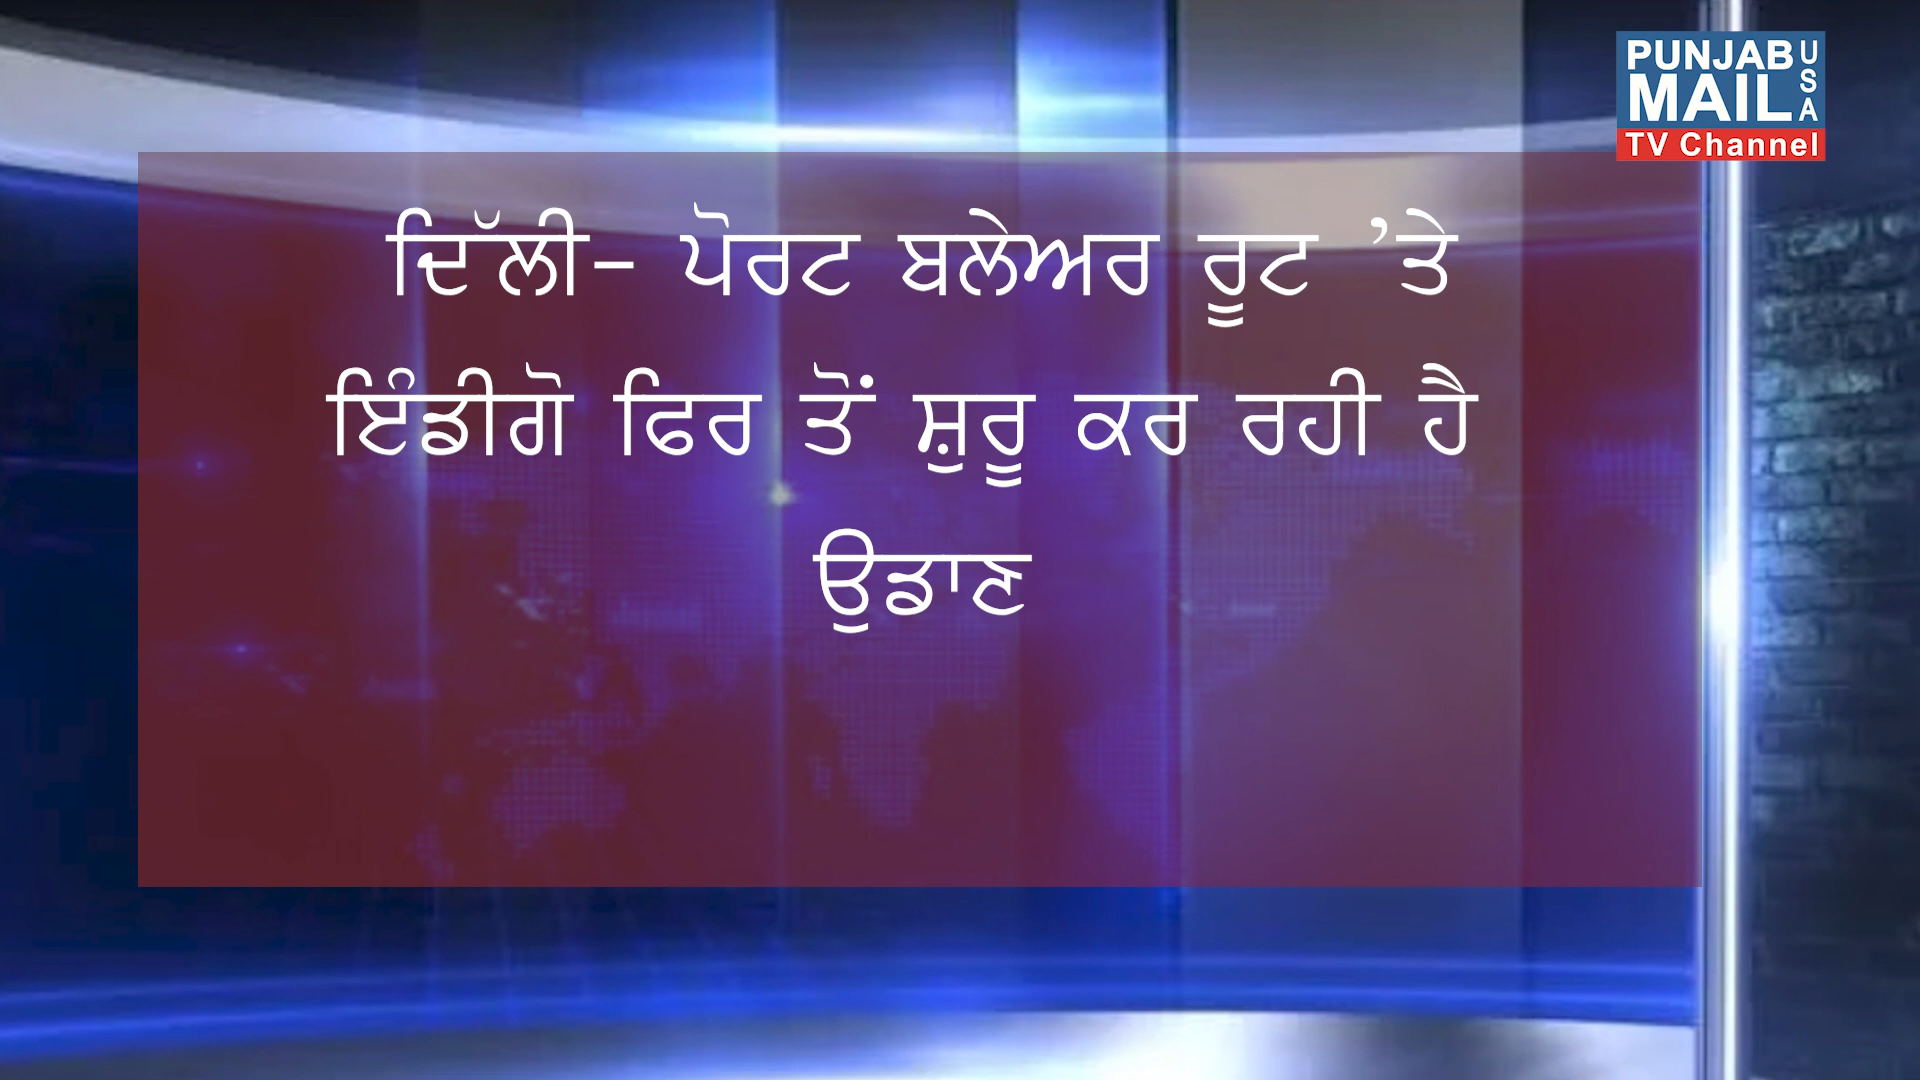 PUNJAB USA
MAIL
TV Channel
ਦਿੱਲੀ- ਪੋਰਟ ਬਲੇਅਰ ਰੂਟ ’ਤੇ
ਇੰਡੀਗੋ ਫਿਰ ਤੋਂ ਸ਼ੁਰੂ ਕਰ ਰਹੀ ਹੈ
ਉਡਾਣ